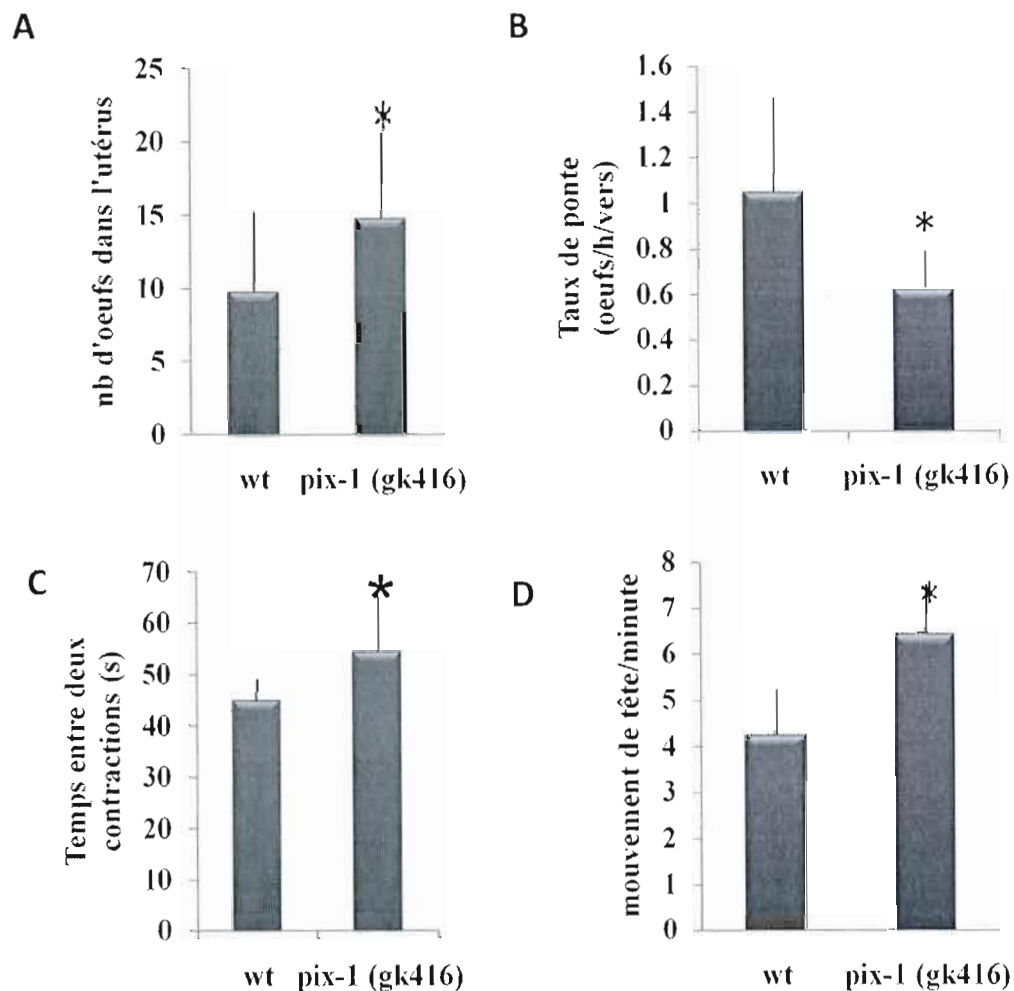 A
nb d'oeufs dans l'utérus
25
20
15
10
5
0
*
wt pix-1 (gk416)
B
Taux de ponte
(oeufs/h/vers)
1.6
1.4
1.2
1
0.8
0.6
0.4
0.2
0
*
wt pix-1 (gk416)
C
Temps entre deux
contractions (s)
70
60
50
40
30
20
10
0
*
wt pix-1 (gk416)
D
mouvement de tête/minute
8
7
6
5
4
3
2
1
0
*
wt pix-1 (gk416)